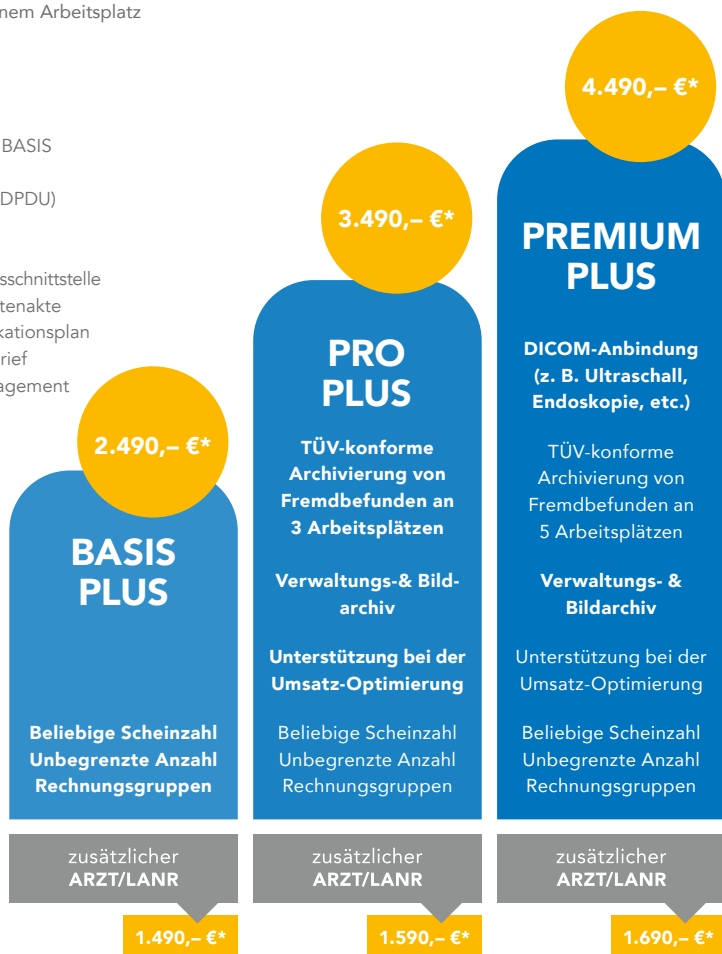 nem Arbeitsplatz
BASIS
DPDU)
sschnittstelle
tenakte
kationsplan
rief
agement
2.490,– €*
BASIS
PLUS
Beliebige Scheinzahl
Unbegrenzte Anzahl
Rechnungsgruppen
zusätzlicher
ARZT/LANR
1.490,– €*
3.490,– €*
PRO
PLUS
TÜV-konforme
Archivierung von
Fremdbefunden an
3 Arbeitsplätzen
Verwaltungs-& Bild-
archiv
Unterstützung bei der
Umsatz-Optimierung
Beliebige Scheinzahl
Unbegrenzte Anzahl
Rechnungsgruppen
zusätzlicher
ARZT/LANR
1.590,– €*
4.490,– €*
PREMIUM
PLUS
DICOM-Anbindung
(z. B. Ultraschall,
Endoskopie, etc.)
TÜV-konforme
Archivierung von
Fremdbefunden an
5 Arbeitsplätzen
Verwaltungs- &
Bildarchiv
Unterstützung bei der
Umsatz-Optimierung
Beliebige Scheinzahl
Unbegrenzte Anzahl
Rechnungsgruppen
zusätzlicher
ARZT/LANR
1.690,– €*